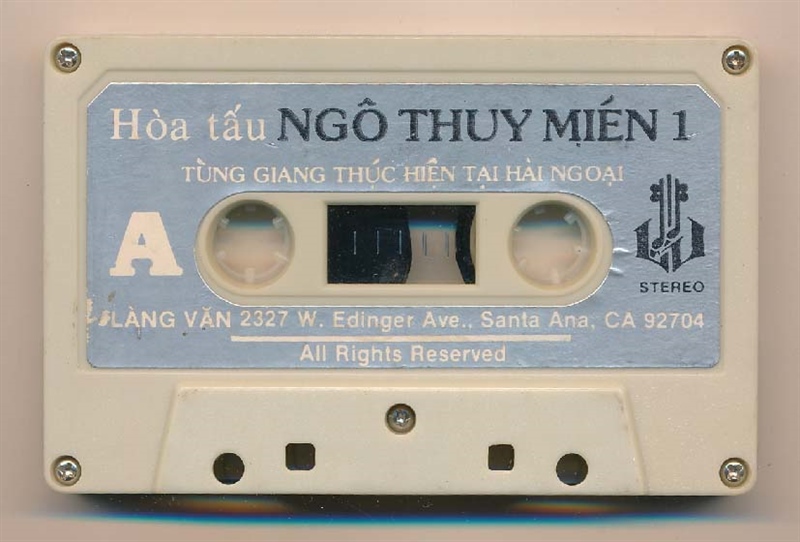 Hòa tấu NGÔ THUY MIÉN 1
TÙNG GIANG THỰC HIỆN TẠI HẢI NGOẠI
A
STEREO
LÀNG VĂN 2327 W. Edinger Ave., Santa Ana, CA 92704
All Rights Reserved